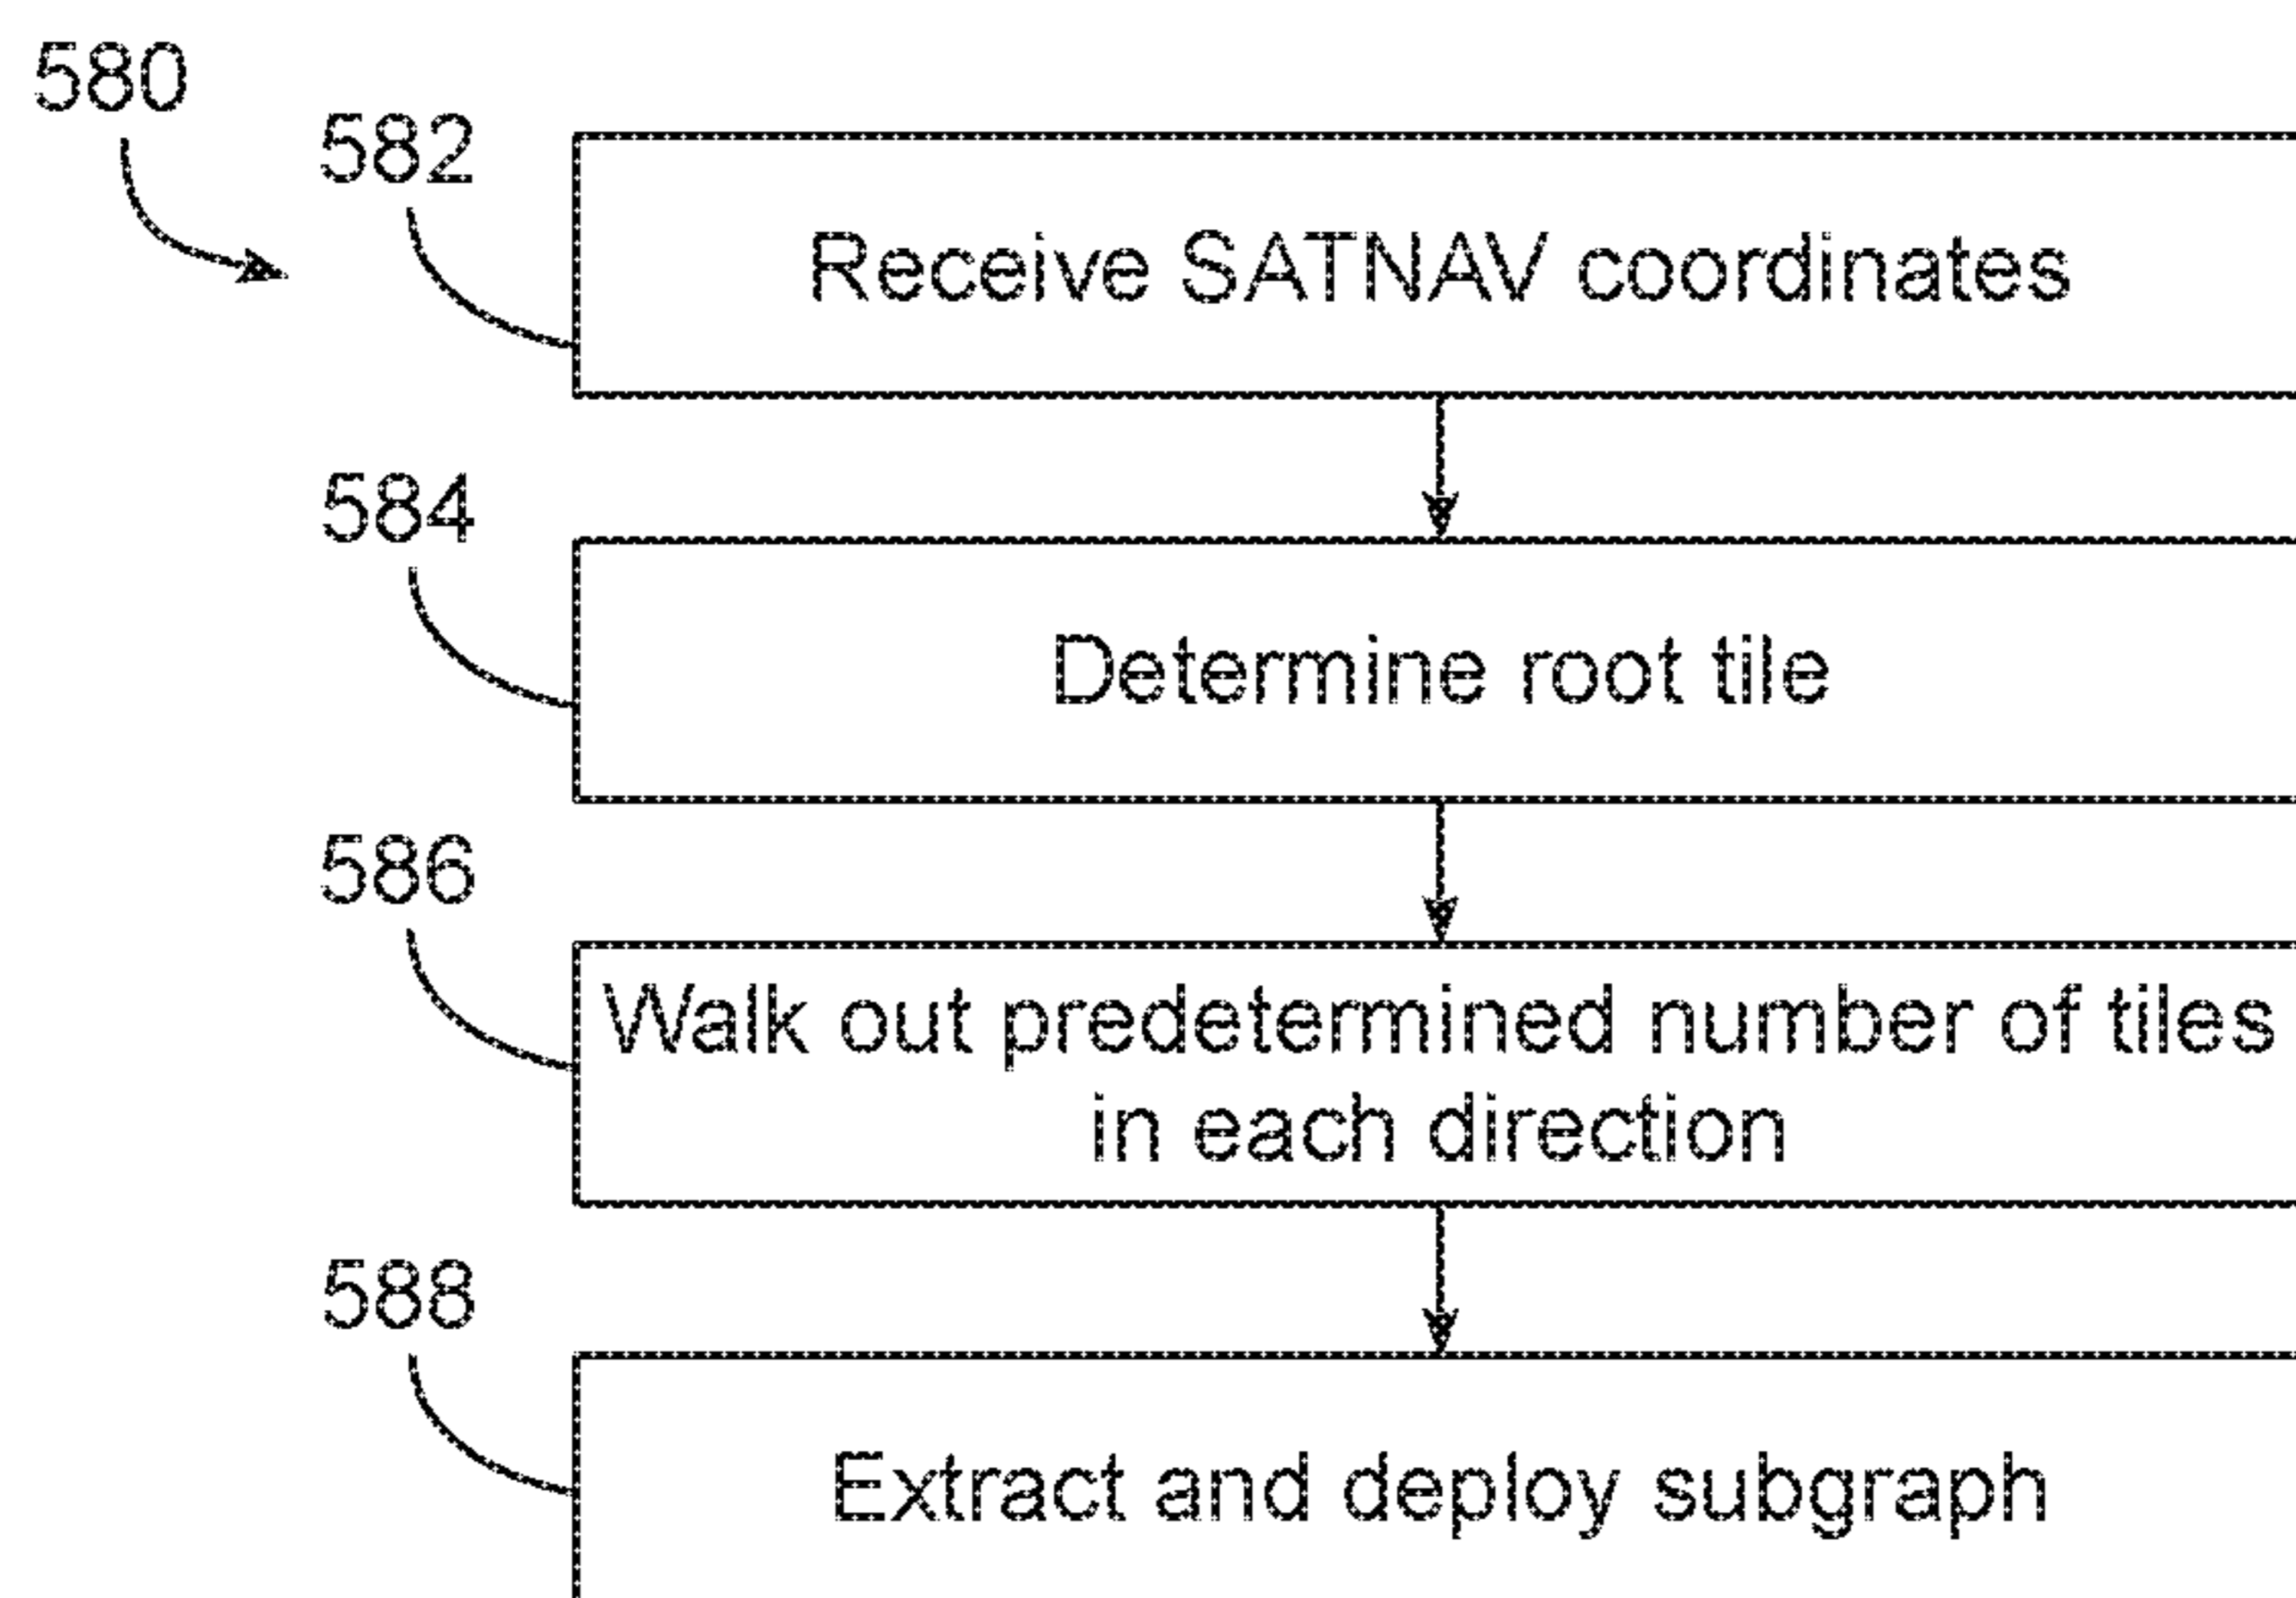 580
582
Receive SATNAV coordinates
584
Determine root tile
586
Walk out predetermined number of tiles
in each direction
588
Extract and deploy subgraph